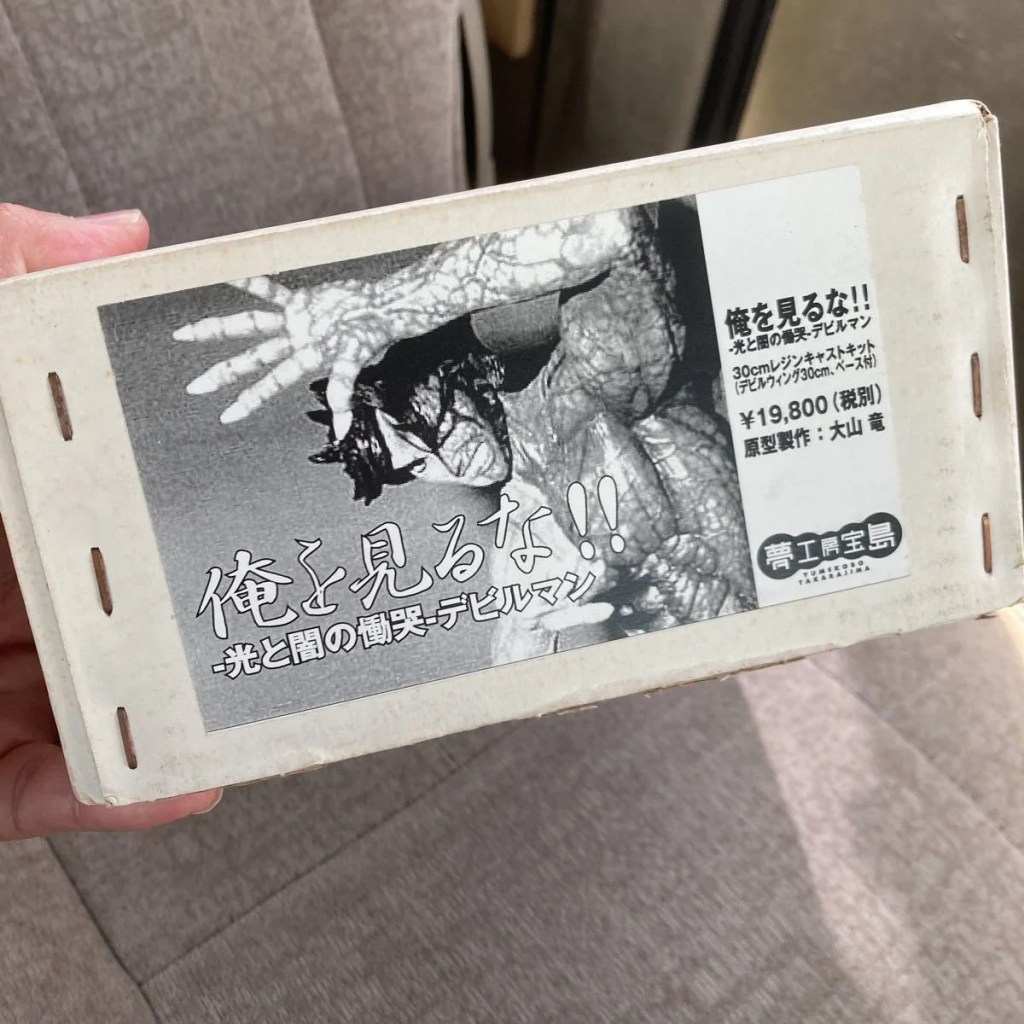 俺を見るな!!
-光と闇の慟哭-デビルマン
俺を見るな!!
-光と闇の慟哭-デビルマン
30cmレジンキャストキット
(デビルウィング30cm、ベース付)
¥19,800(税別)
原型製作：大山 竜
夢工房宝島
YUMEKOBO
TAKARAJIMA